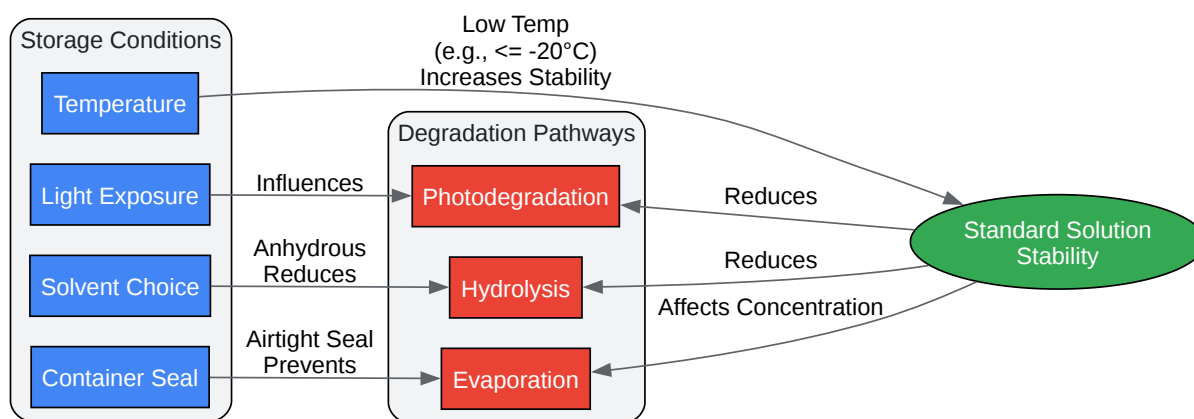 Storage Conditions
Temperature
Light Exposure
Solvent Choice
Container Seal
Low Temp
(e.g., <= -20°C)
Increases Stability
Influences
Anhydrous
Reduces
Airtight Seal
Prevents
Degradation Pathways
Photodegradation
Hydrolysis
Evaporation
Reduces
Reduces
Affects Concentration
Standard Solution
Stability